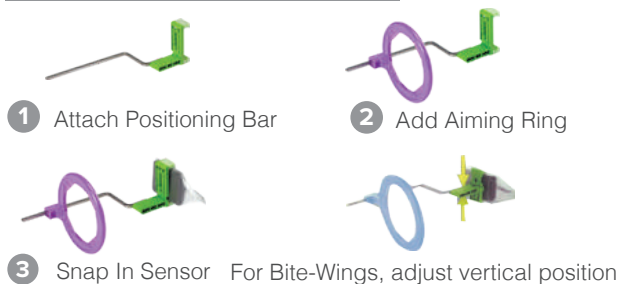 1 Attach Positioning Bar
2 Add Aiming Ring
3 Snap In Sensor For Bite-Wings, adjust vertical position